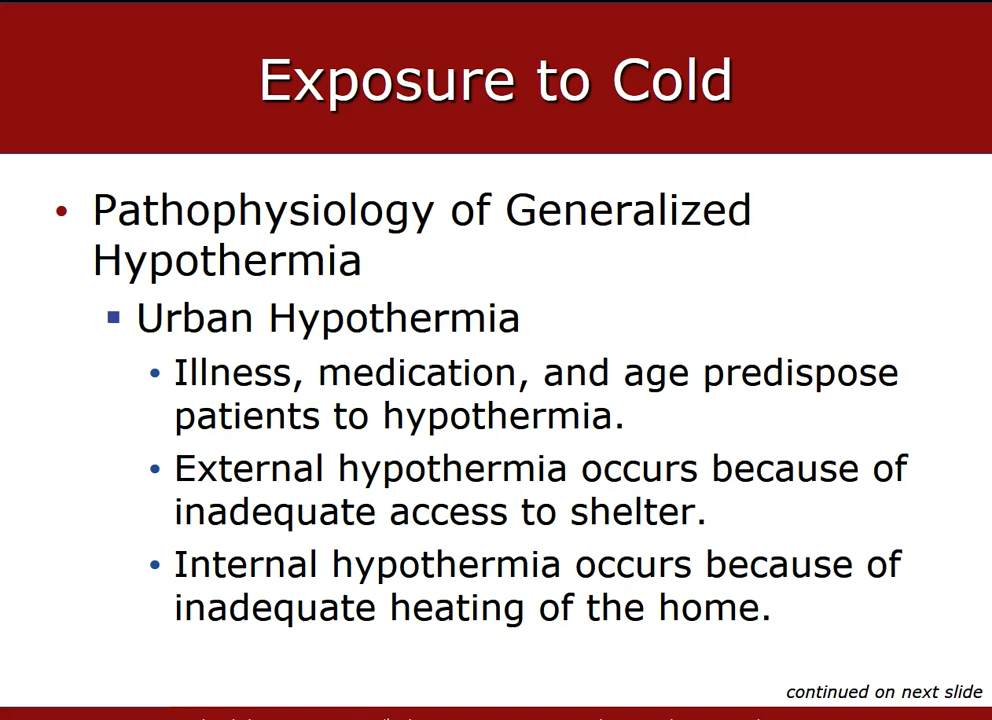 Exposure to Cold
• Pathophysiology of Generalized
Hypothermia
▪ Urban Hypothermia
• Illness, medication, and age predispose
patients to hypothermia.
• External hypothermia occurs because of
inadequate access to shelter.
• Internal hypothermia occurs because of
inadequate heating of the home.
continued on next slide